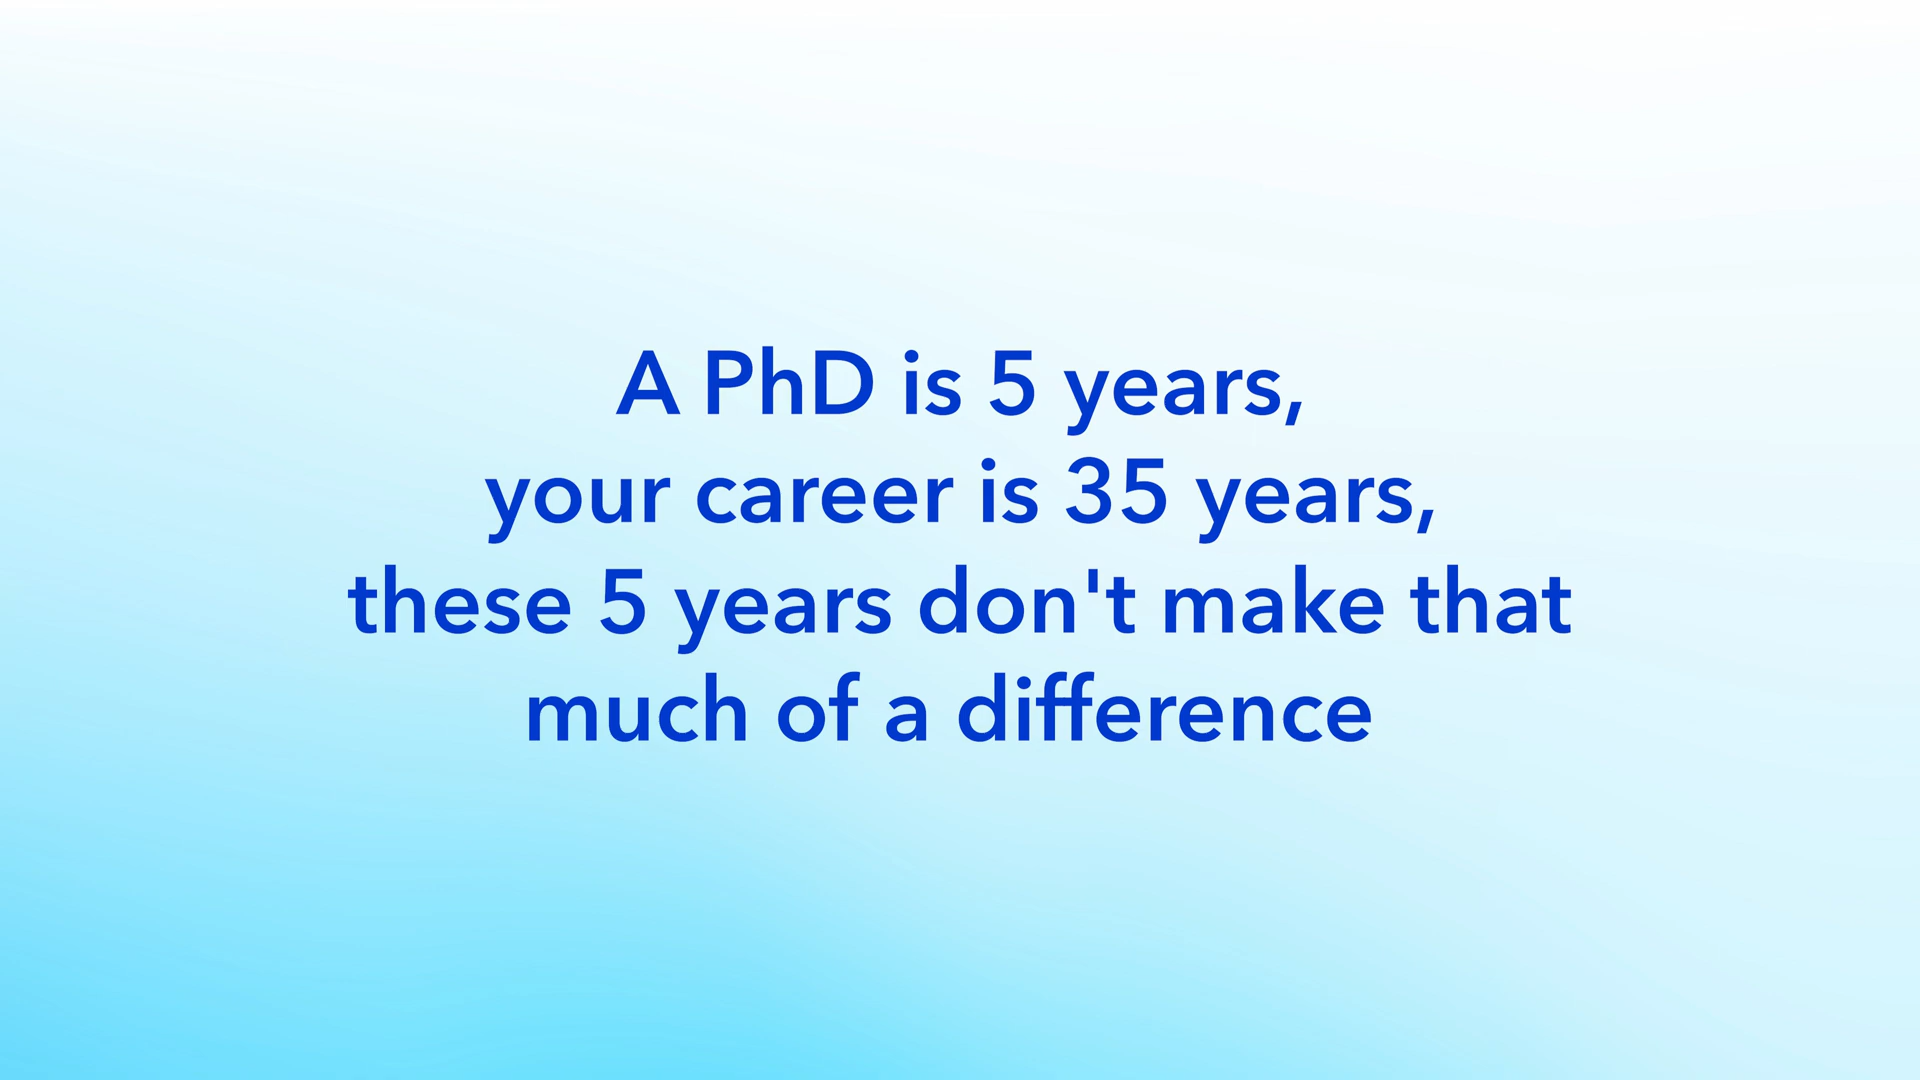 A PhD is 5 years,
your career is 35 years,
these 5 years don't make that
much of a difference